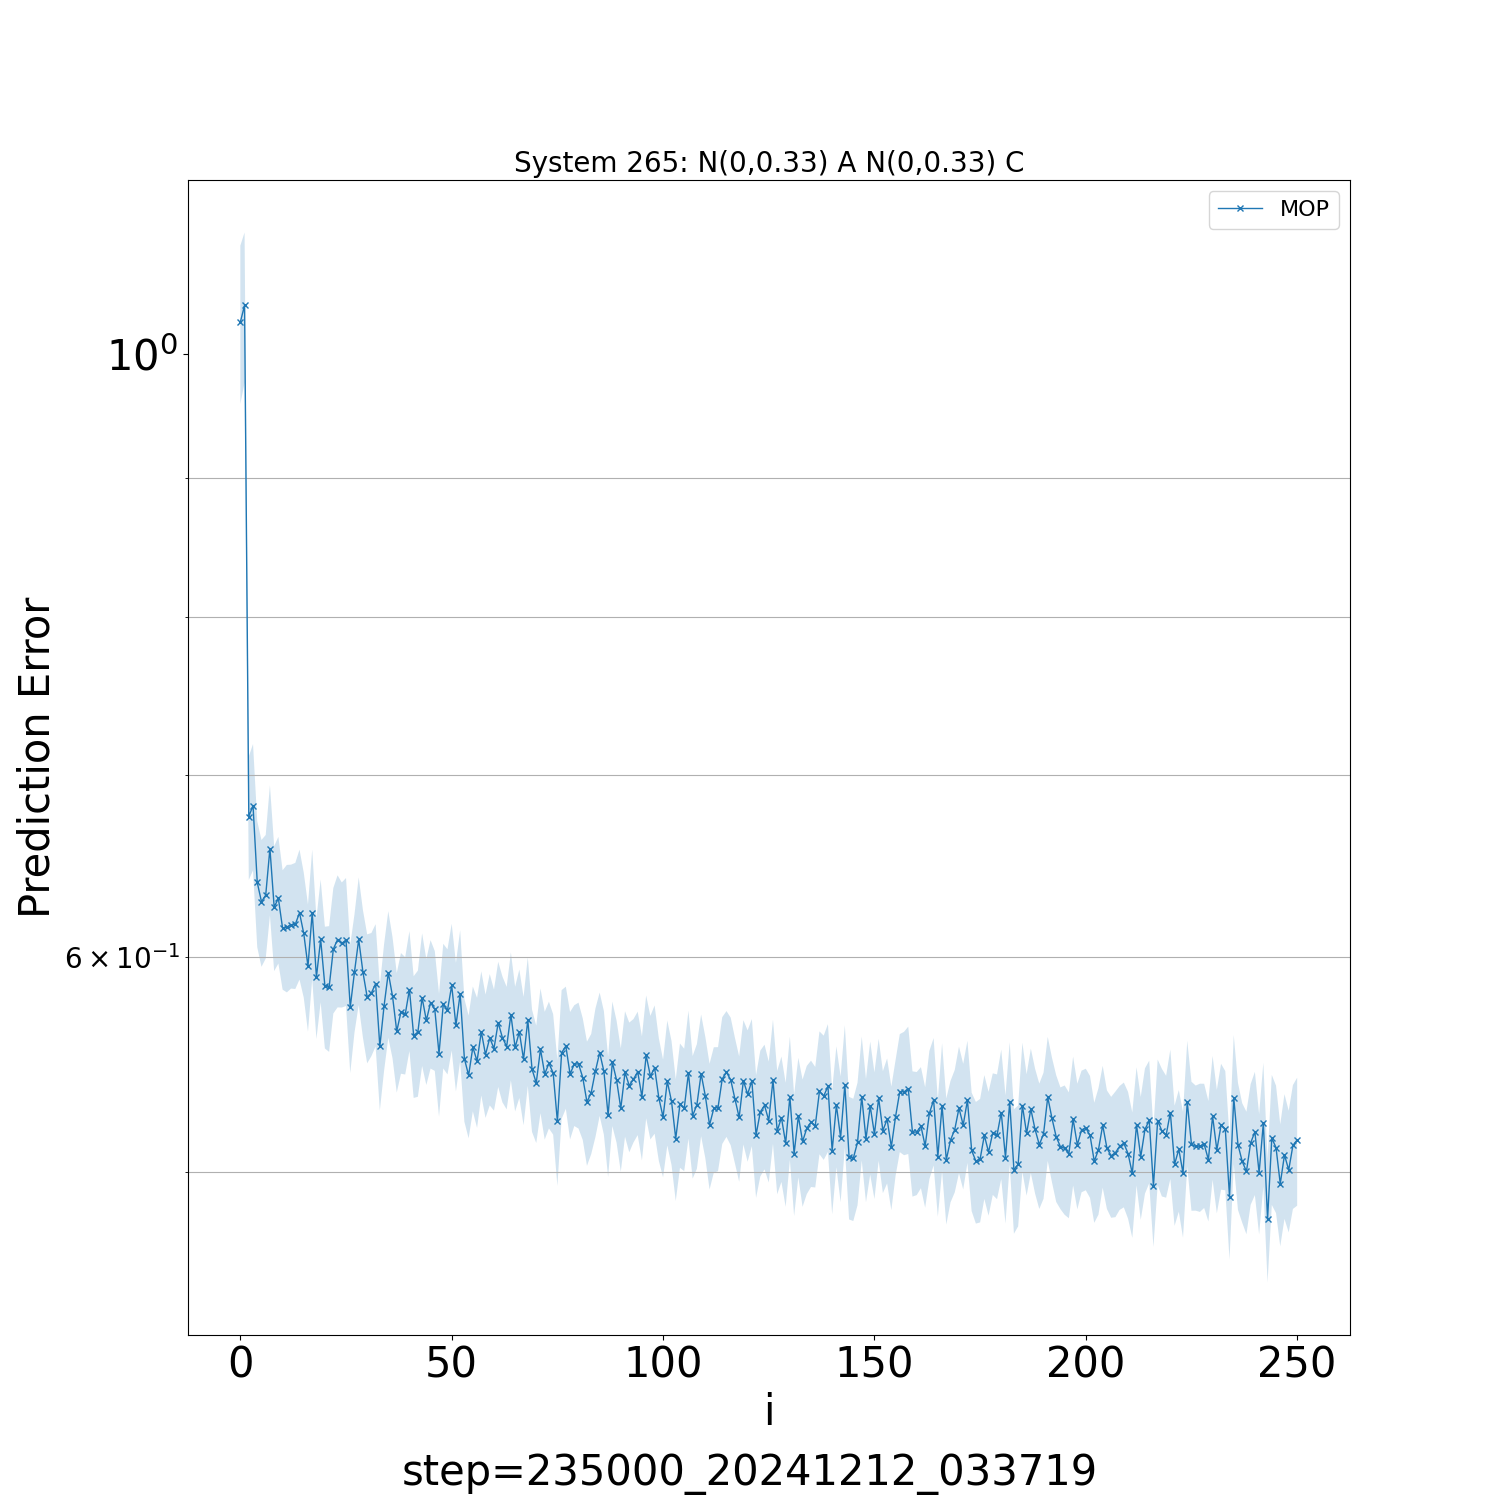 System 265: N(0,0.33) A N(0,0.33) C
MOP
10⁰
6 × 10⁻¹
Prediction Error
0 50 100 150 200 250
i
step=235000_20241212_033719